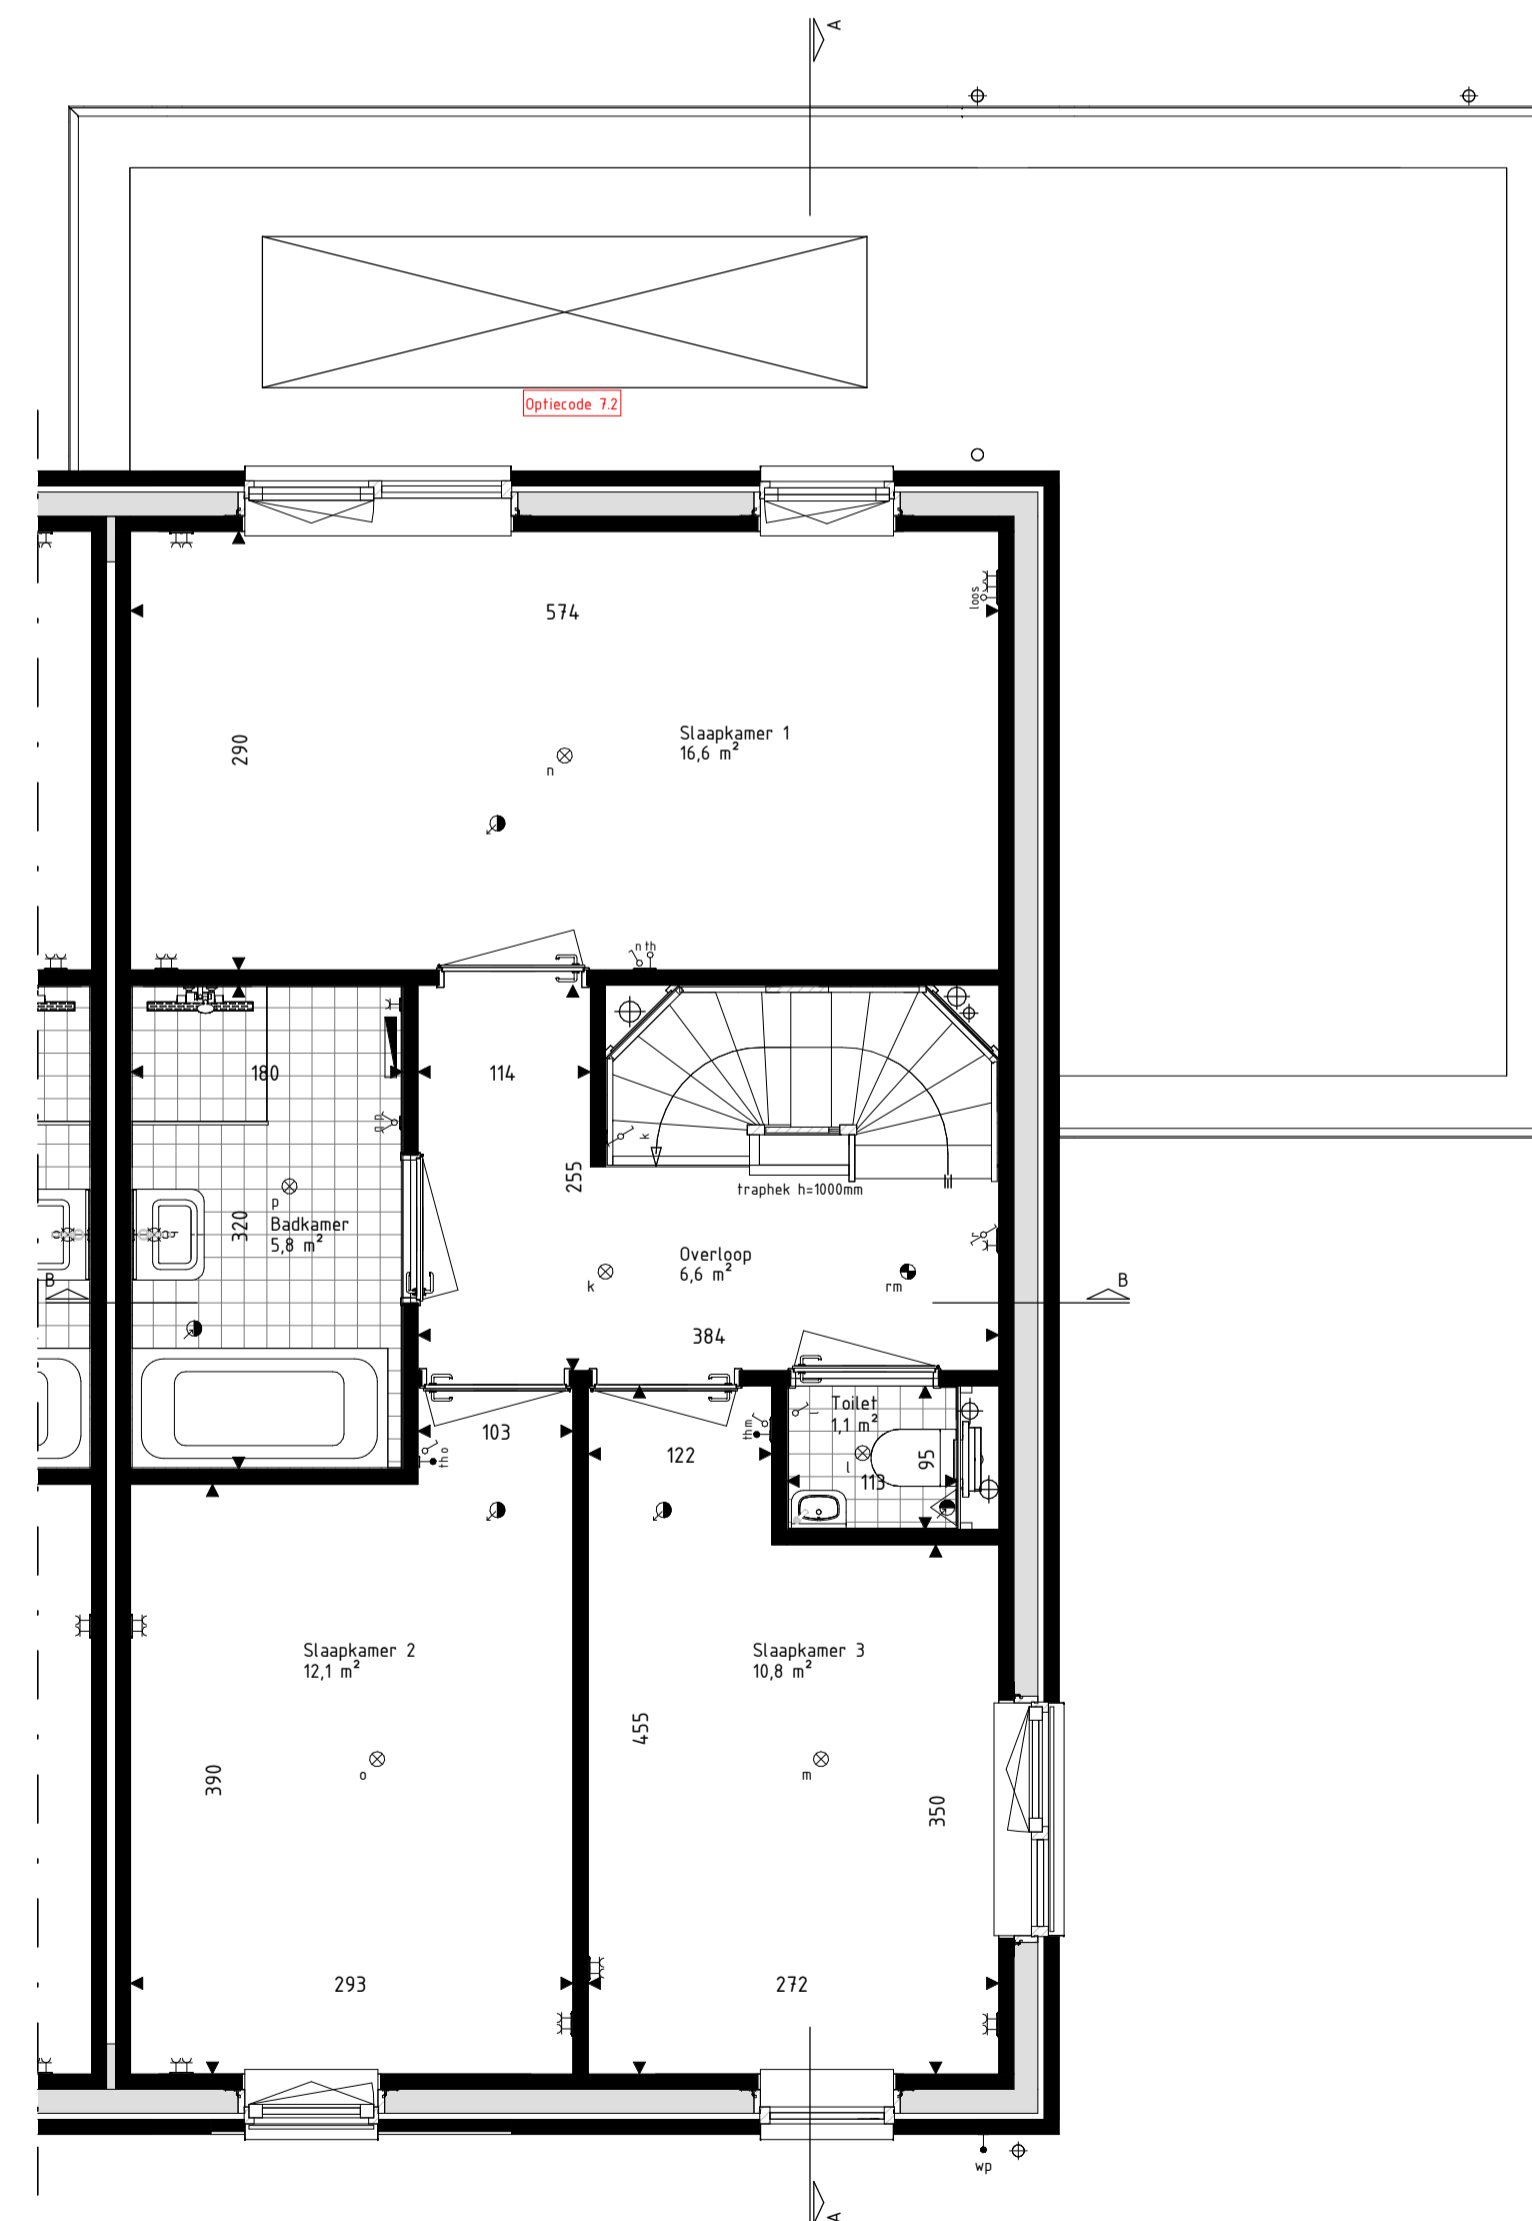 A
Optiecode 7.2
574
loos
290
Slaapkamer 1
16,6 m²
n
n th
180
114
k
255
traphek h=1000mm
320
p
Badkamer
5,8 m²
Overloop
6,6 m²
k
rm
B
B
384
Toilet
1,1 m²
103
122
thm
tho
l
l
95
113
Slaapkamer 2
12,1 m²
Slaapkamer 3
10,8 m²
455
390
o
m
350
293
272
wp
A